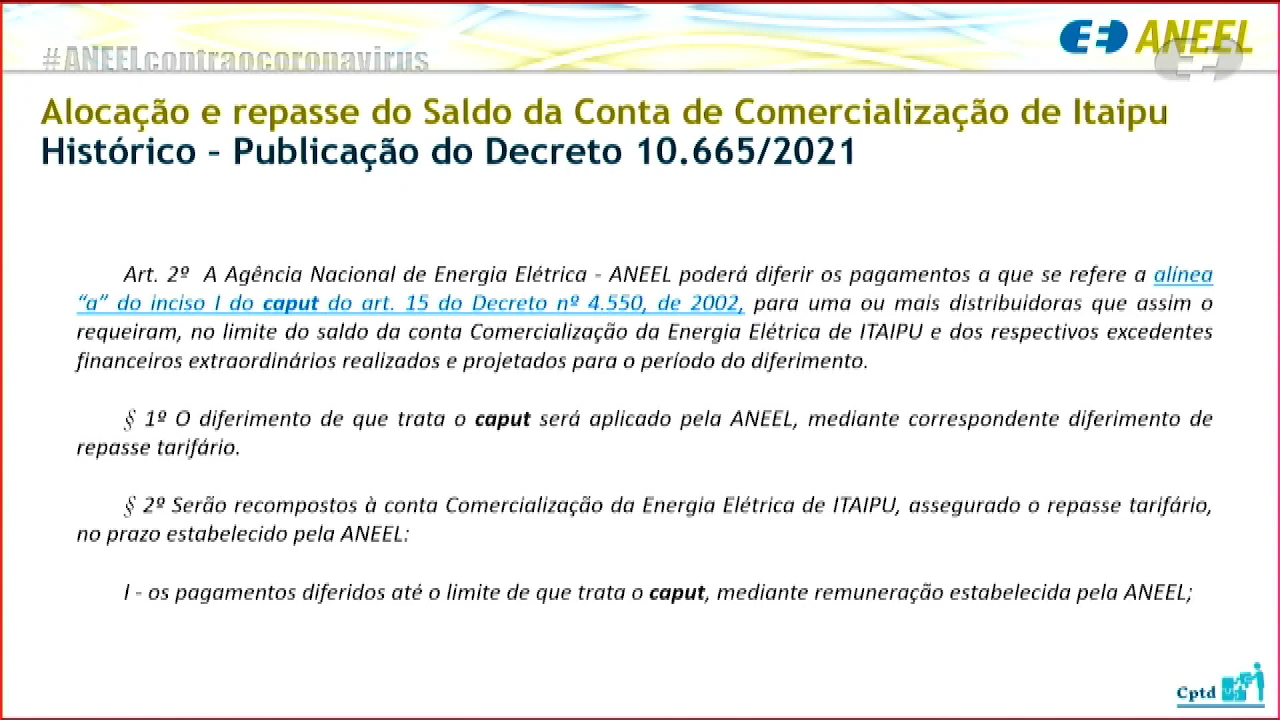 #ANEELcontraocoronavirus
ANEEL
Alocação e repasse do Saldo da Conta de Comercialização de Itaipu
Histórico – Publicação do Decreto 10.665/2021
Art. 2º A Agência Nacional de Energia Elétrica - ANEEL poderá diferir os pagamentos a que se refere a alínea
“a” do inciso I do caput do art. 15 do Decreto nº 4.550, de 2002, para uma ou mais distribuidoras que assim o
requeiram, no limite do saldo da conta Comercialização da Energia Elétrica de ITAIPU e dos respectivos excedentes
financeiros extraordinários realizados e projetados para o período do diferimento.
§ 1º O diferimento de que trata o caput será aplicado pela ANEEL, mediante correspondente diferimento de
repasse tarifário.
§ 2º Serão recompostos à conta Comercialização da Energia Elétrica de ITAIPU, assegurado o repasse tarifário,
no prazo estabelecido pela ANEEL:
I - os pagamentos diferidos até o limite de que trata o caput, mediante remuneração estabelecida pela ANEEL;
Cptd